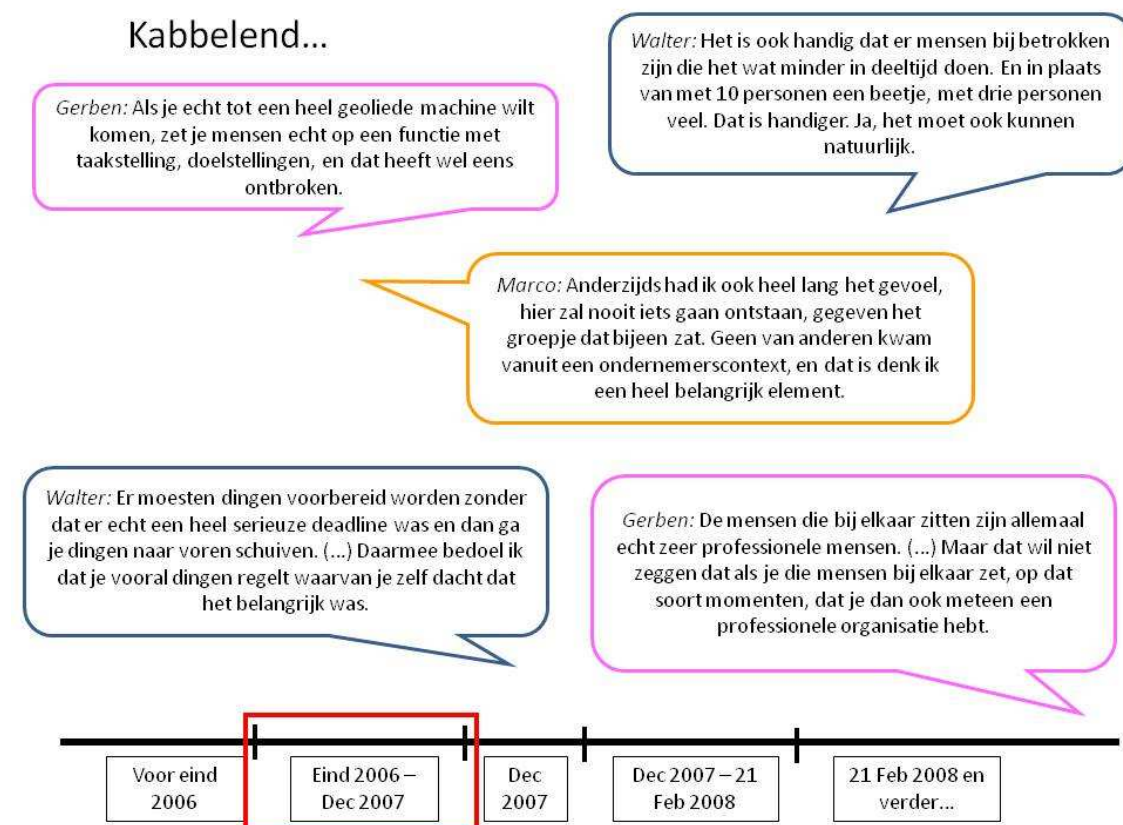 Kabbelend...
Walter: Het is ook handig dat er mensen bij betrokken
zijn die het wat minder in deeltijd doen. En in plaats
van met 10 personen een beetje, met drie personen
veel. Dat is handiger. Ja, het moet ook kunnen
natuurlijk.
Gerben: Als je echt tot een heel geoliede machine wilt
komen, zet je mensen echt op een functie met
taakstelling, doelstellingen, en dat heeft wel eens
ontbroken.
Marco: Anderzijds had ik ook heel lang het gevoel,
hier zal nooit iets gaan ontstaan, gegeven het
groepje dat bijeen zat. Geen van anderen kwam
vanuit een ondernemerscontext, en dat is denk ik
een heel belangrijk element.
Walter: Er moesten dingen voorbereid worden zonder
dat er echt een heel serieuze deadline was en dan ga
je dingen naar voren schuiven. (...) Daarmee bedoel ik
dat je vooral dingen regelt waarvan je zelf dacht dat
het belangrijk was.
Gerben: De mensen die bij elkaar zitten zijn allemaal
echt zeer professionele mensen. (...) Maar dat wil niet
zeggen dat als je die mensen bij elkaar zet, op dat
soort momenten, dat je dan ook meteen een
professionele organisatie hebt.
Voor eind
2006
Eind 2006 –
Dec 2007
Dec
2007
Dec 2007 – 21
Feb 2008
21 Feb 2008 en
verder...